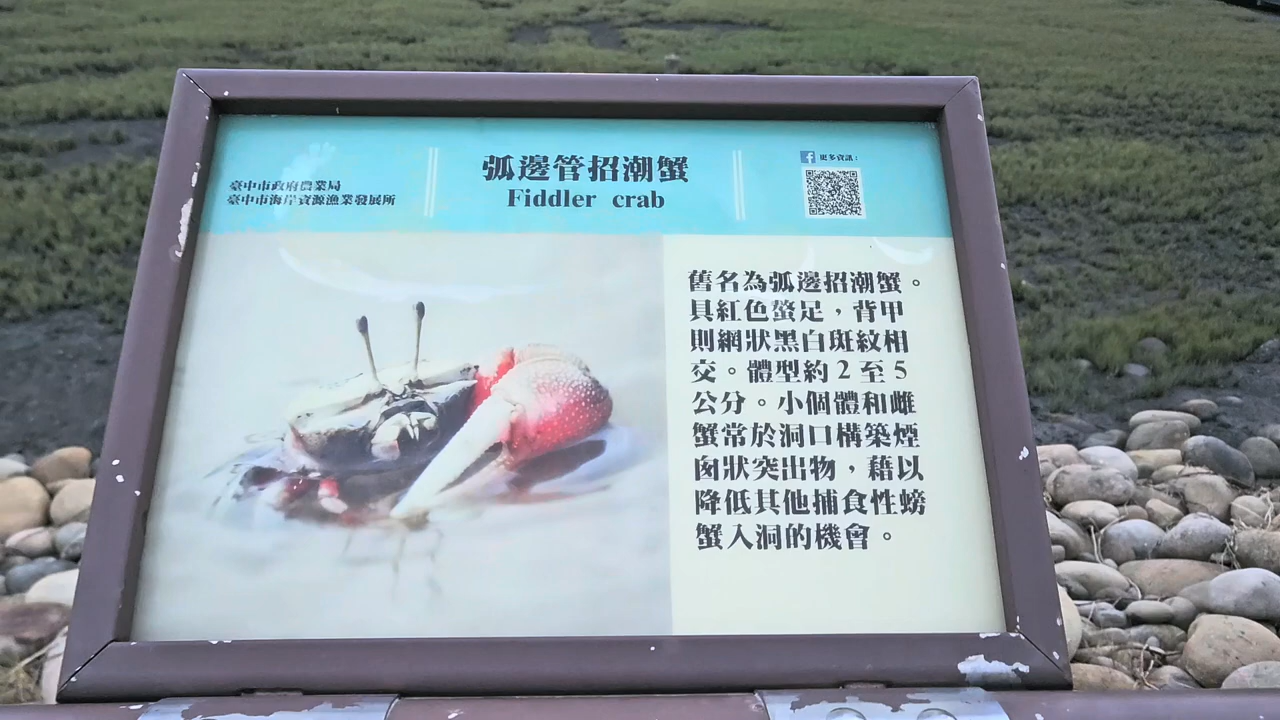 弧邊管招潮蟹
Fiddler crab
臺中市政府農業局
臺中市海岸資源漁業發展所
更多資訊:
舊名為弧邊招潮蟹。
具紅色螯足,背甲
則網狀黑白斑紋相
交。體型約2至5
公分。小個體和雌
蟹常於洞口構築煙
囪狀突出物,藉以
降低其他捕食性螃
蟹入洞的機會。